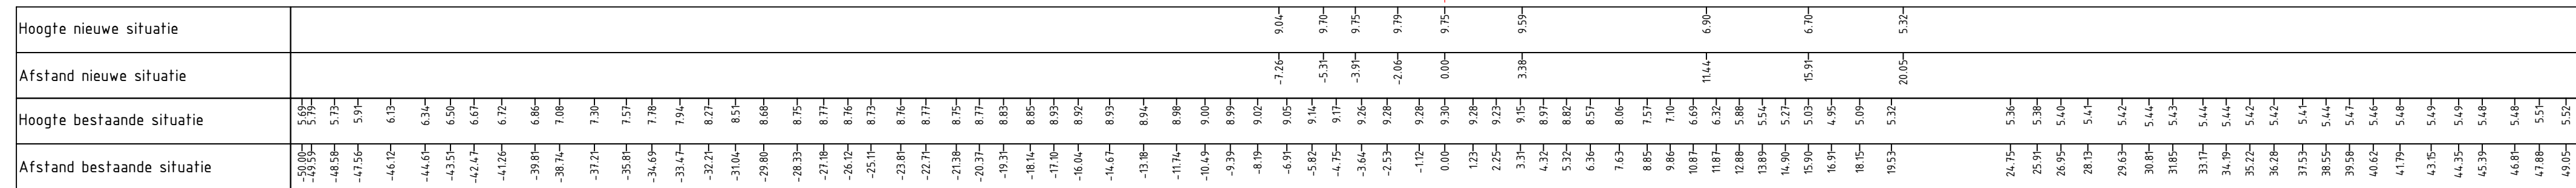 Hoogte nieuwe situatie 9.04 9.70 9.75 9.79 9.75 9.59 6.90 6.70 5.32
Afstand nieuwe situatie -7.26 -5.31 -3.91 -2.06 0.00 3.38 11.44 15.91 20.05
Hoogte bestaande situatie 5.69 5.79 5.73 5.91 6.13 6.34 6.50 6.67 6.72 6.86 7.08 7.30 7.57 7.78 7.94 8.27 8.51 8.68 8.75 8.77 8.76 8.73 8.76 8.77 8.75 8.77 8.83 8.85 8.93 8.92 8.93 8.94 8.98 9.00 8.99 9.02 9.05 9.14 9.17 9.26 9.28 9.28 9.30 9.28 9.23 9.15 8.97 8.82 8.57 8.06 7.57 7.10 6.69 6.32 5.88 5.54 5.27 5.03 4.95 5.09 5.32 5.36 5.38 5.40 5.41 5.42 5.44 5.43 5.44 5.44 5.42 5.42 5.41 5.44 5.47 5.46 5.48 5.49 5.49 5.48 5.48 5.51 5.52
Afstand bestaande situatie -50.00 -49.59 -48.58 -47.56 -46.12 -44.61 -43.51 -42.47 -41.26 -39.81 -38.74 -37.21 -35.81 -34.69 -33.47 -32.21 -31.04 -29.80 -28.33 -27.18 -26.12 -25.11 -23.81 -22.71 -21.38 -20.37 -19.31 -18.14 -17.10 -16.04 -14.67 -13.18 -11.74 -10.49 -9.39 -8.19 -6.91 -5.82 -4.75 -3.64 -2.53 -1.12 0.00 1.23 2.25 3.31 4.32 5.32 6.36 7.63 8.85 9.86 10.87 11.87 12.88 13.89 14.90 15.90 16.91 18.15 19.53 24.75 25.91 26.95 28.13 29.63 30.81 31.85 33.17 34.19 35.22 36.28 37.53 38.55 39.58 40.62 41.79 43.15 44.35 45.39 46.81 47.88 49.05